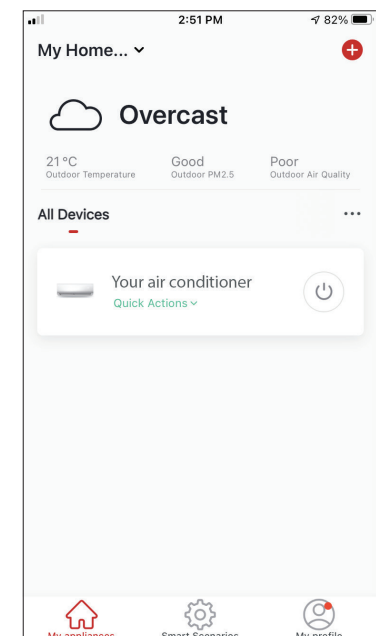 2:51 PM 82%
My Home...
Overcast
21 °C Good Poor
Outdoor Temperature Outdoor PM2.5 Outdoor Air Quality
All Devices
Your air conditioner
Quick Actions
My appliances Smart Scenarios My profile